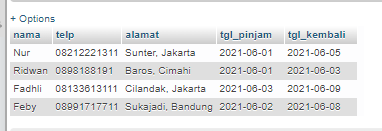 + Options
nama telp alamat tgl_pinjam tgl_kembali
Nur 08212221311 Sunter, Jakarta 2021-06-01 2021-06-05
Ridwan 0898188191 Baros, Cimahi 2021-06-01 2021-06-03
Fadhli 08133613111 Cilandak, Jakarta 2021-06-03 2021-06-09
Feby 08991717711 Sukajadi, Bandung 2021-06-02 2021-06-08